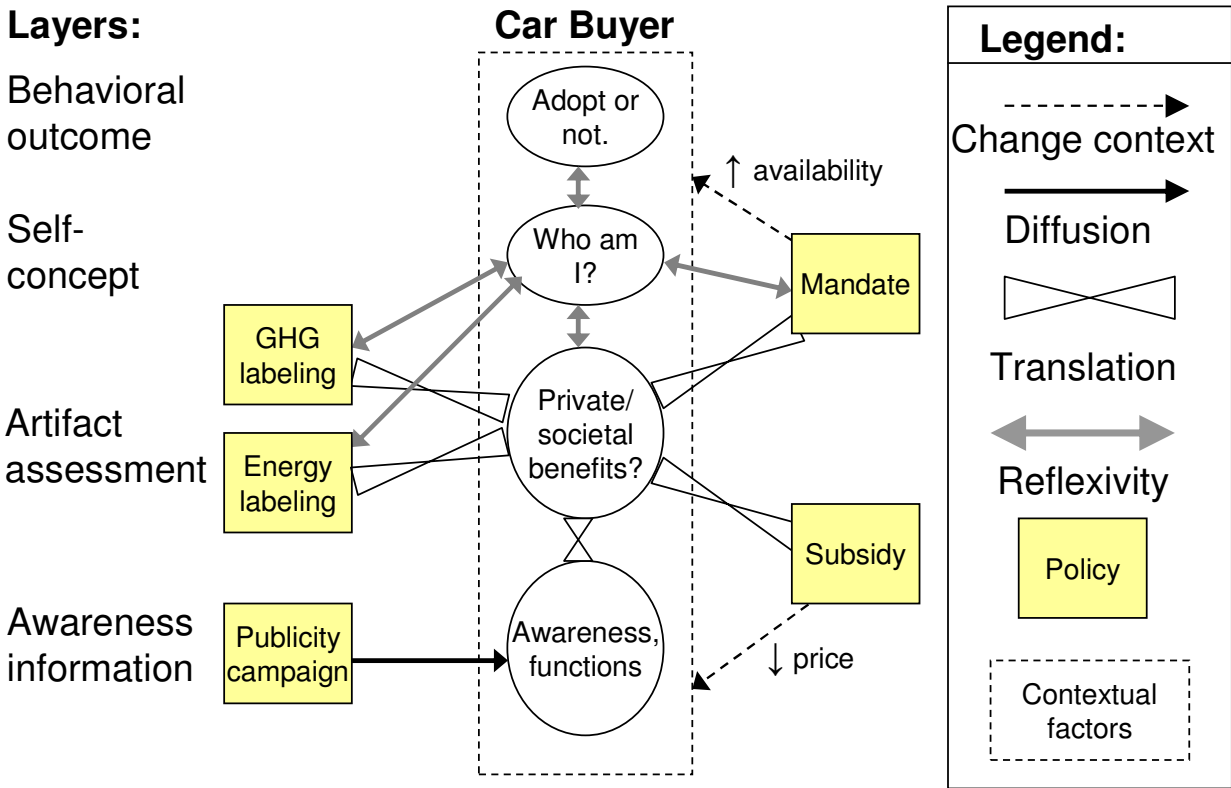 Layers:
Behavioral
outcome
Self-
concept
Artifact
assessment
Awareness
information
Car Buyer
Adopt or
not.
Who am
I?
Private/
societal
benefits?
Awareness,
functions
GHG
labeling
Energy
labeling
Publicity
campaign
↑ availability
Mandate
Subsidy
↓ price
Legend:
Change context
Diffusion
Translation
Reflexivity
Policy
Contextual
factors